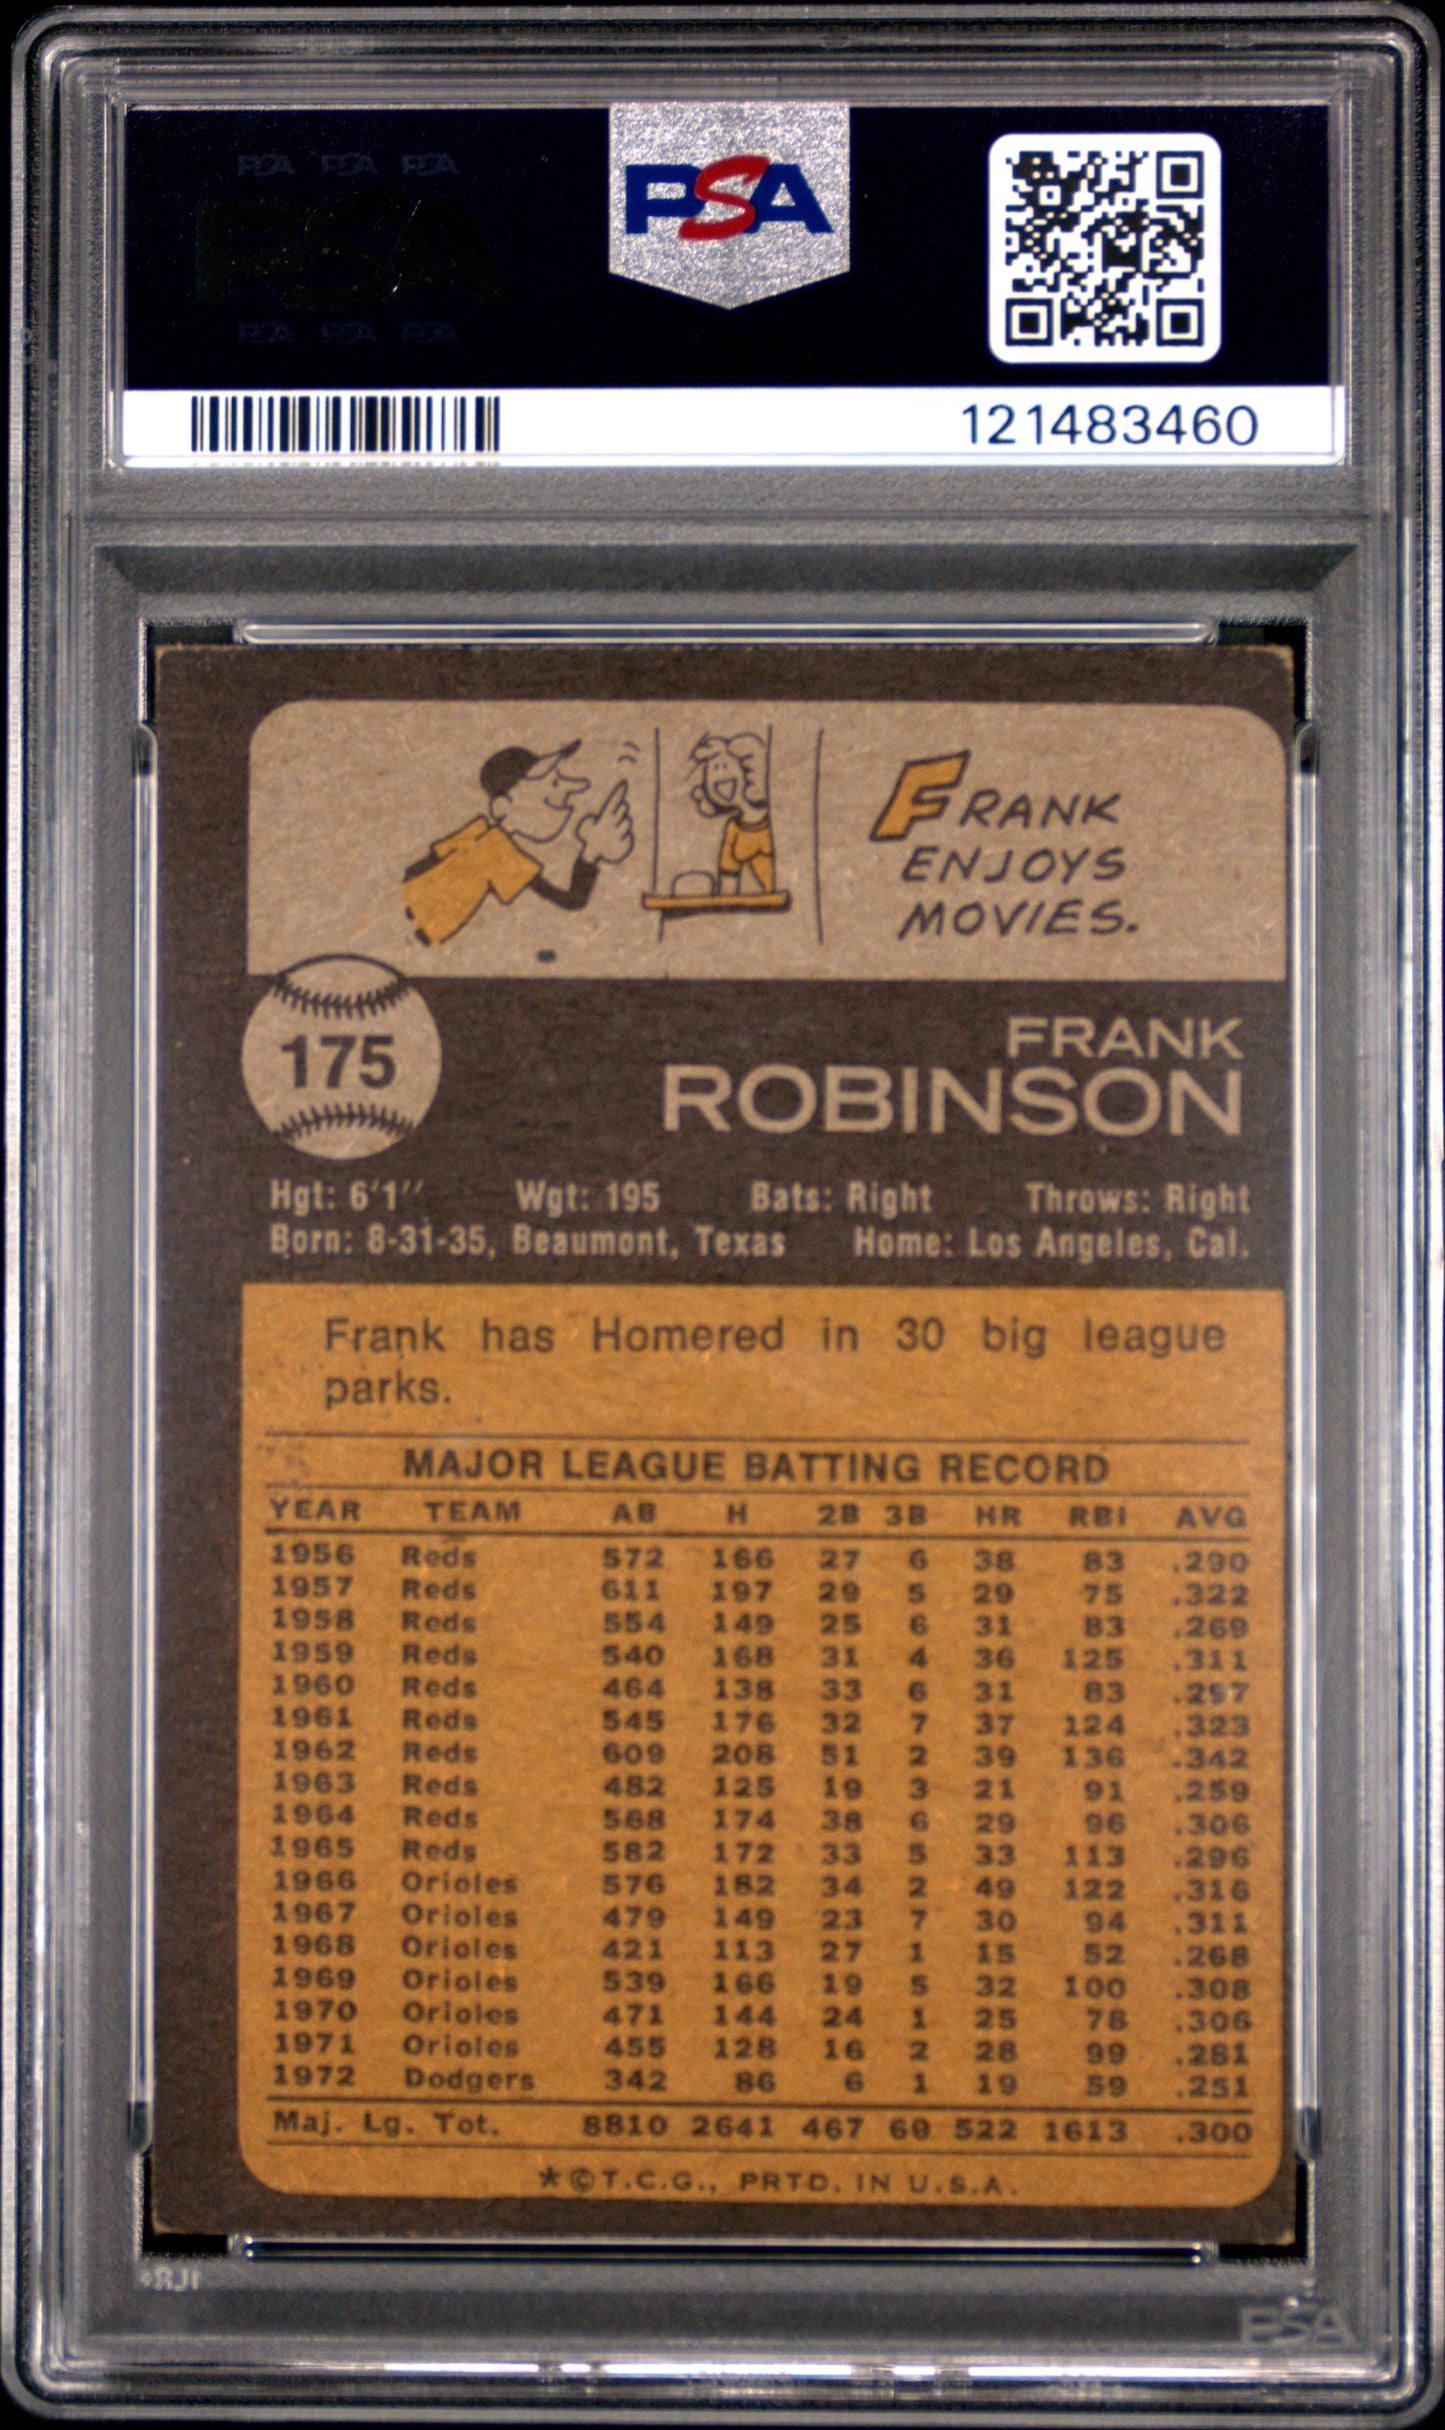 PSA PSA PSA
PSA
PSA
PSA PSA PSA
121483460
FRANK
ENJOYS
MOVIES.
175
FRANK
ROBINSON
Hgt: 6'1'' Wgt: 195 Bats: Right Throws: Right
Born: 8-31-35, Beaumont, Texas Home: Los Angeles, Cal.
Frank has Homered in 30 big league
parks.
MAJOR LEAGUE BATTING RECORD
YEAR TEAM AB H 2B 3B HR RBI AVG
1956 Reds 572 166 27 6 38 83 .290
1957 Reds 611 197 29 5 29 75 .322
1958 Reds 554 149 25 6 31 83 .269
1959 Reds 540 168 31 4 36 125 .311
1960 Reds 464 138 33 6 31 83 .297
1961 Reds 545 176 32 7 37 124 .323
1962 Reds 609 208 51 2 39 136 .342
1963 Reds 482 125 19 3 21 91 .259
1964 Reds 568 174 38 6 29 96 .306
1965 Reds 582 172 33 5 33 113 .296
1966 Orioles 576 182 34 2 49 122 .316
1967 Orioles 479 149 23 7 30 94 .311
1968 Orioles 421 113 27 1 15 52 .268
1969 Orioles 539 166 19 5 32 100 .308
1970 Orioles 471 144 24 1 25 78 .306
1971 Orioles 455 128 16 2 28 99 .281
1972 Dodgers 342 86 6 1 19 59 .251
Maj. Lg. Tot. 8810 2641 467 69 522 1613 .300
*©T.C.G., PRTD. IN U.S.A.
PSA